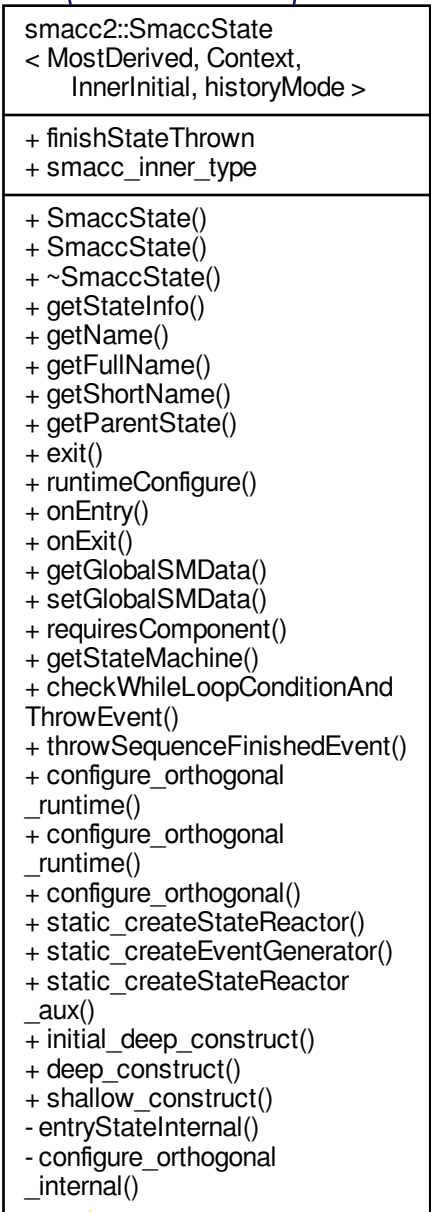 smacc2::SmaccState
< MostDerived, Context,
InnerInitial, historyMode >
+ finishStateThrown
+ smacc_inner_type
+ SmaccState()
+ SmaccState()
+ ~SmaccState()
+ getStateInfo()
+ getName()
+ getFullName()
+ getShortName()
+ getParentState()
+ exit()
+ runtimeConfigure()
+ onEntry()
+ onExit()
+ getGlobalSMData()
+ setGlobalSMData()
+ requiresComponent()
+ getStateMachine()
+ checkWhileLoopConditionAnd
ThrowEvent()
+ throwSequenceFinishedEvent()
+ configure_orthogonal
_runtime()
+ configure_orthogonal
_runtime()
+ configure_orthogonal()
+ static_createStateReactor()
+ static_createEventGenerator()
+ static_createStateReactor
_aux()
+ initial_deep_construct()
+ deep_construct()
+ shallow_construct()
- entryStateInternal()
- configure_orthogonal
_internal()